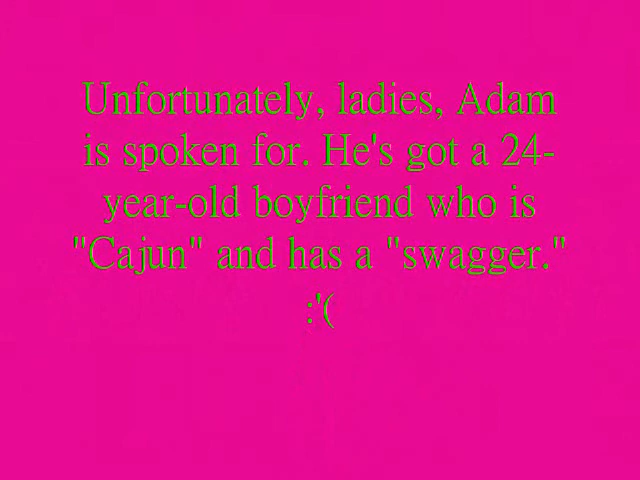 Unfortunately, ladies, Adam
is spoken for. He's got a 24-
year-old boyfriend who is
"Cajun" and has a "swagger."
:'(